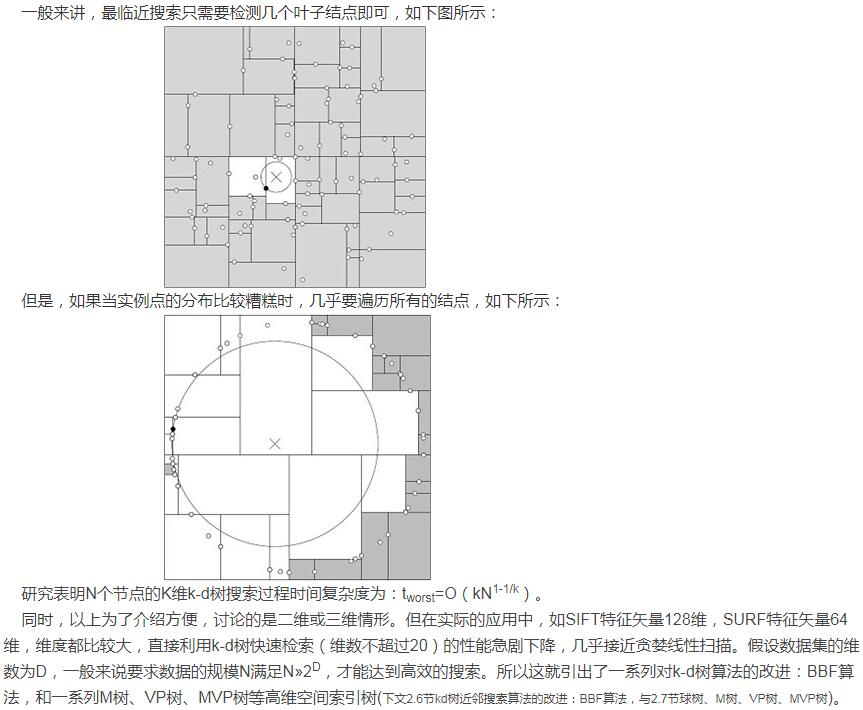 一般来讲，最临近搜索只需要检测几个叶子结点即可，如下图所示：
但是，如果当实例点的分布比较糟糕时，几乎要遍历所有的结点，如下所示：
研究表明N个节点的K维k-d树搜索过程时间复杂度为：tworst=O（kN1-1/k）。
同时，以上为了介绍方便，讨论的是二维或三维情形。但在实际的应用中，如SIFT特征矢量128维，SURF特征矢量64
维，维度都比较大，直接利用k-d树快速检索（维数不超过20）的性能急剧下降，几乎接近贪婪线性扫描。假设数据集的维
数为D，一般来说要求数据的规模N满足N»2D，才能达到高效的搜索。所以这就引出了一系列对k-d树算法的改进：BBF算
法，和一系列M树、VP树、MVP树等高维空间索引树(下文2.6节kd树近邻搜索算法的改进：BBF算法，与2.7节球树、M树、VP树、MVP树)。